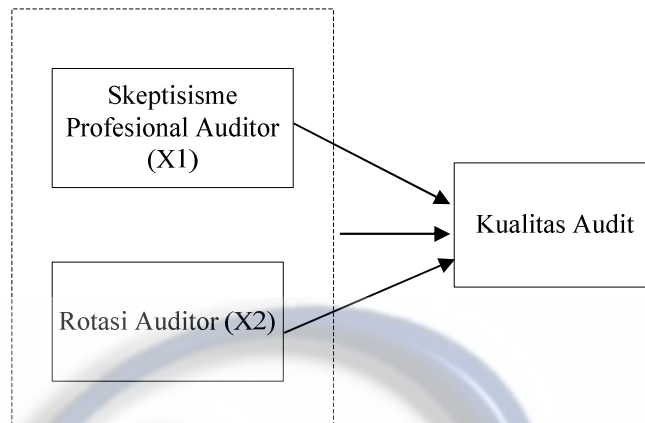 Skeptisisme
Profesional Auditor
(X1)
Kualitas Audit
Rotasi Auditor (X2)